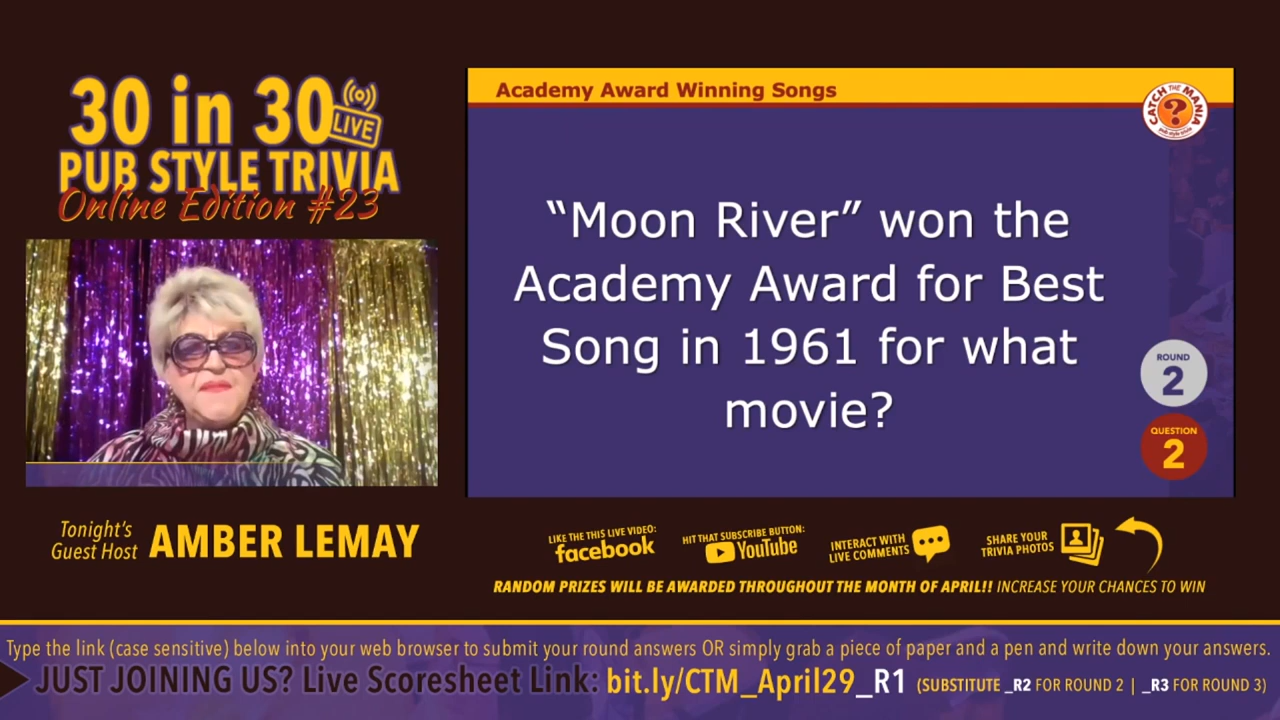 30 in 30
LIVE
PUB STYLE TRIVIA
Online Edition #23
Tonight's
Guest Host
AMBER LEMAY
Academy Award Winning Songs
CATCH THE MANIA
?
pub style trivia
“Moon River” won the
Academy Award for Best
Song in 1961 for what
movie?
ROUND
2
QUESTION
2
LIKE THE THIS LIVE VIDEO:
facebook
HIT THAT SUBSCRIBE BUTTON:
YouTube
INTERACT WITH
LIVE COMMENTS
SHARE YOUR
TRIVIA PHOTOS
RANDOM PRIZES WILL BE AWARDED THROUGHOUT THE MONTH OF APRIL!! INCREASE YOUR CHANCES TO WIN
Type the link (case sensitive) below into your web browser to submit your round answers OR simply grab a piece of paper and a pen and write down your answers.
JUST JOINING US? Live Scoresheet Link: bit.ly/CTM_April29_R1 (SUBSTITUTE _R2 FOR ROUND 2 | _R3 FOR ROUND 3)